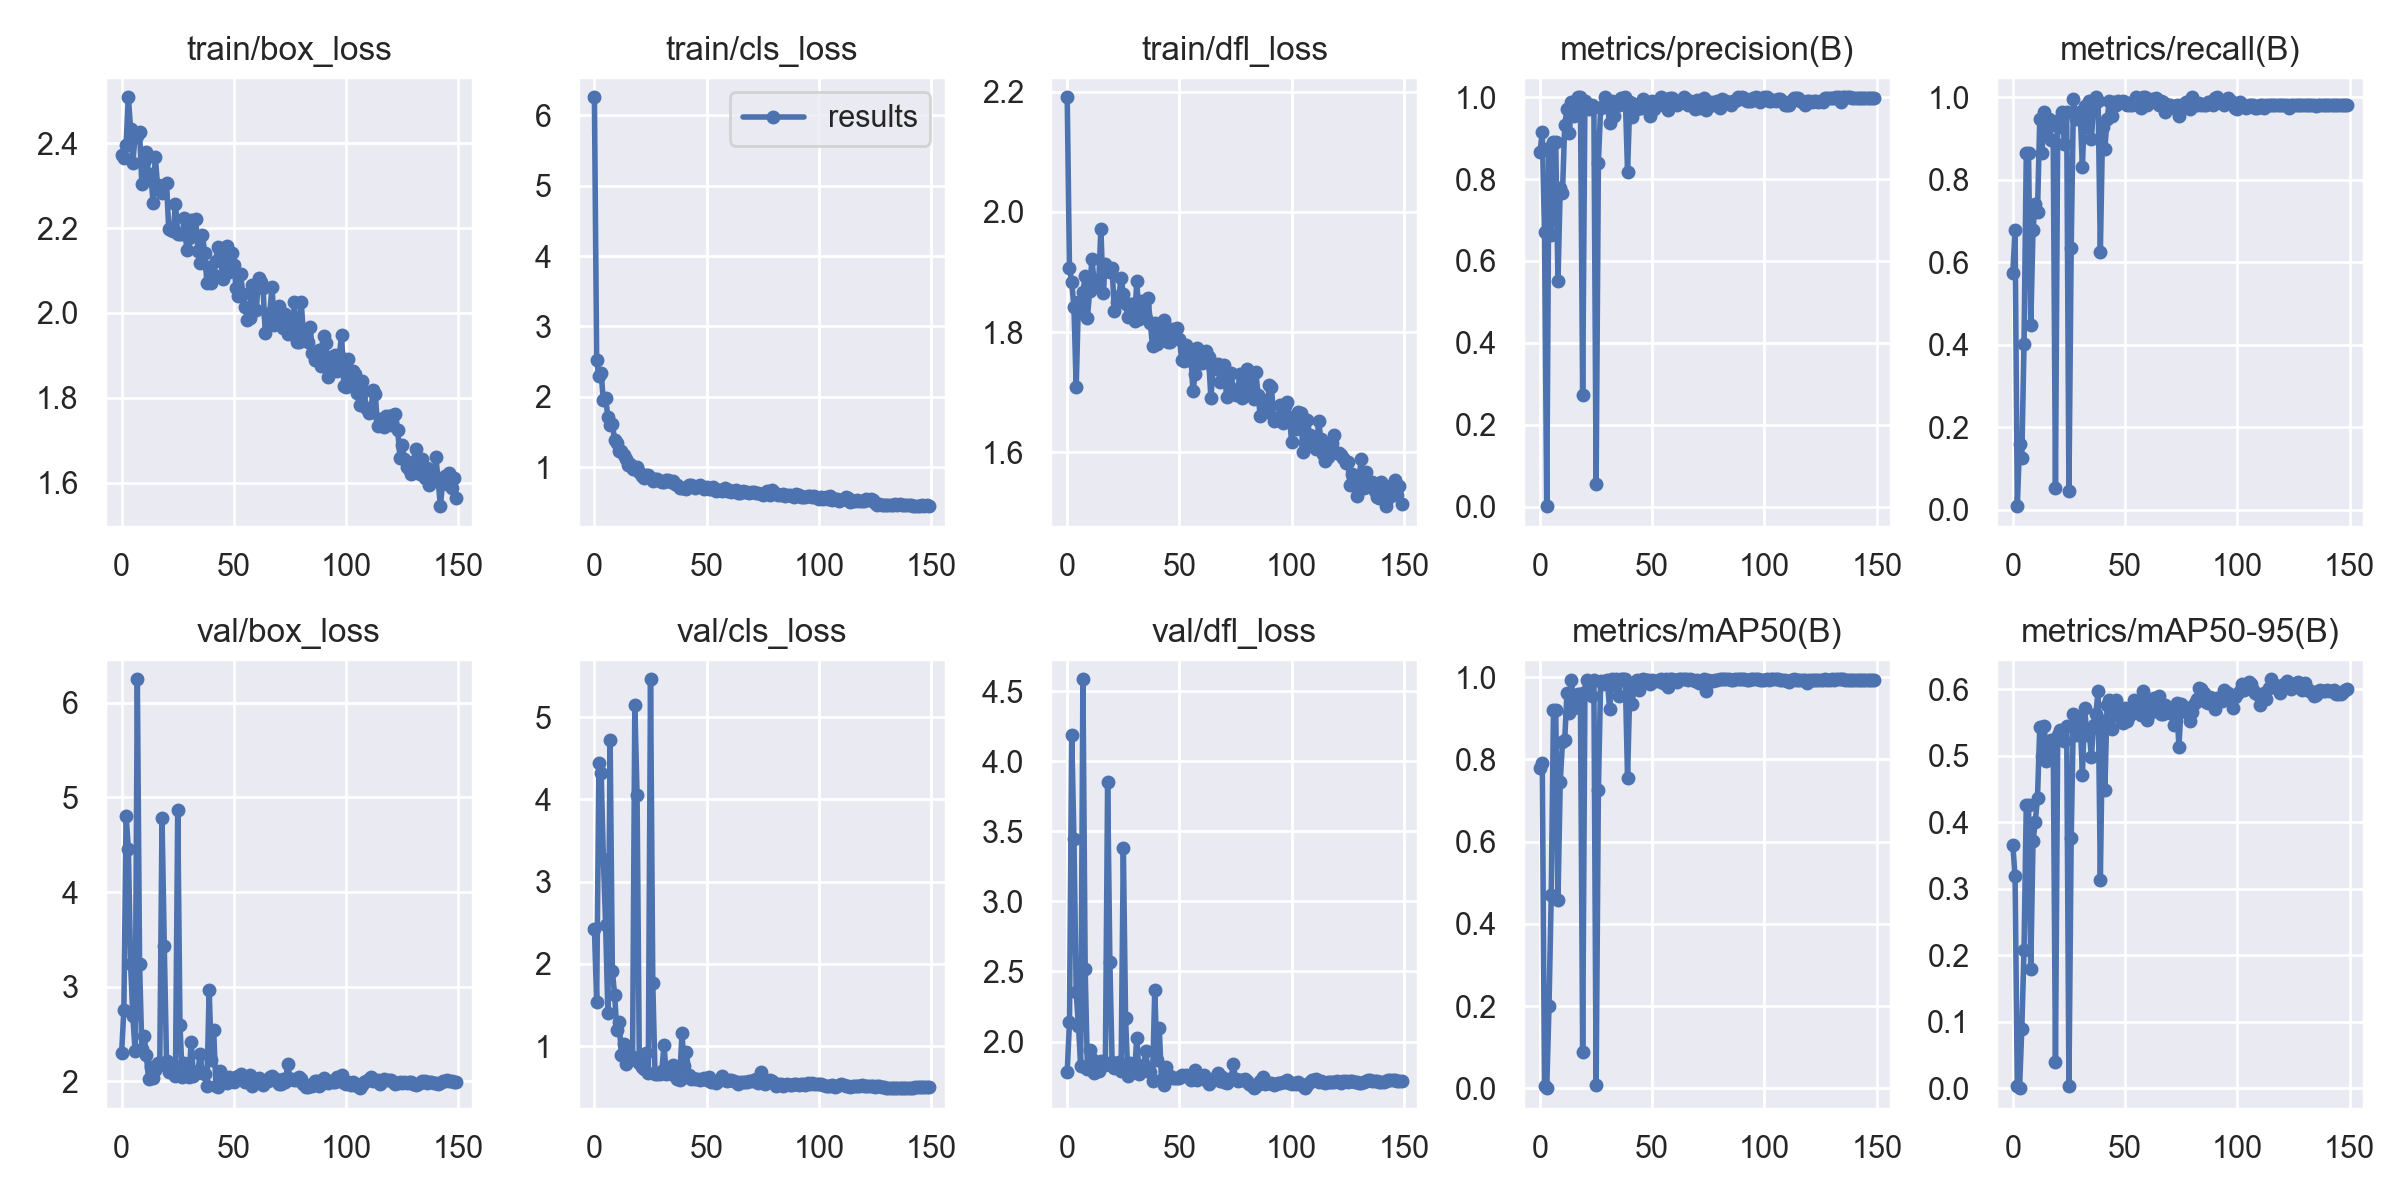 train/box_loss
train/cls_loss
train/dfl_loss
metrics/precision(B)
metrics/recall(B)
2.4
2.2
2.0
1.8
1.6
0 50 100 150
results
6
5
4
3
2
1
0 50 100 150
2.2
2.0
1.8
1.6
0 50 100 150
1.0
0.8
0.6
0.4
0.2
0.0
0 50 100 150
1.0
0.8
0.6
0.4
0.2
0.0
0 50 100 150
val/box_loss
val/cls_loss
val/dfl_loss
metrics/mAP50(B)
metrics/mAP50-95(B)
6
5
4
3
2
0 50 100 150
5
4
3
2
1
0 50 100 150
4.5
4.0
3.5
3.0
2.5
2.0
0 50 100 150
1.0
0.8
0.6
0.4
0.2
0.0
0 50 100 150
0.6
0.5
0.4
0.3
0.2
0.1
0.0
0 50 100 150